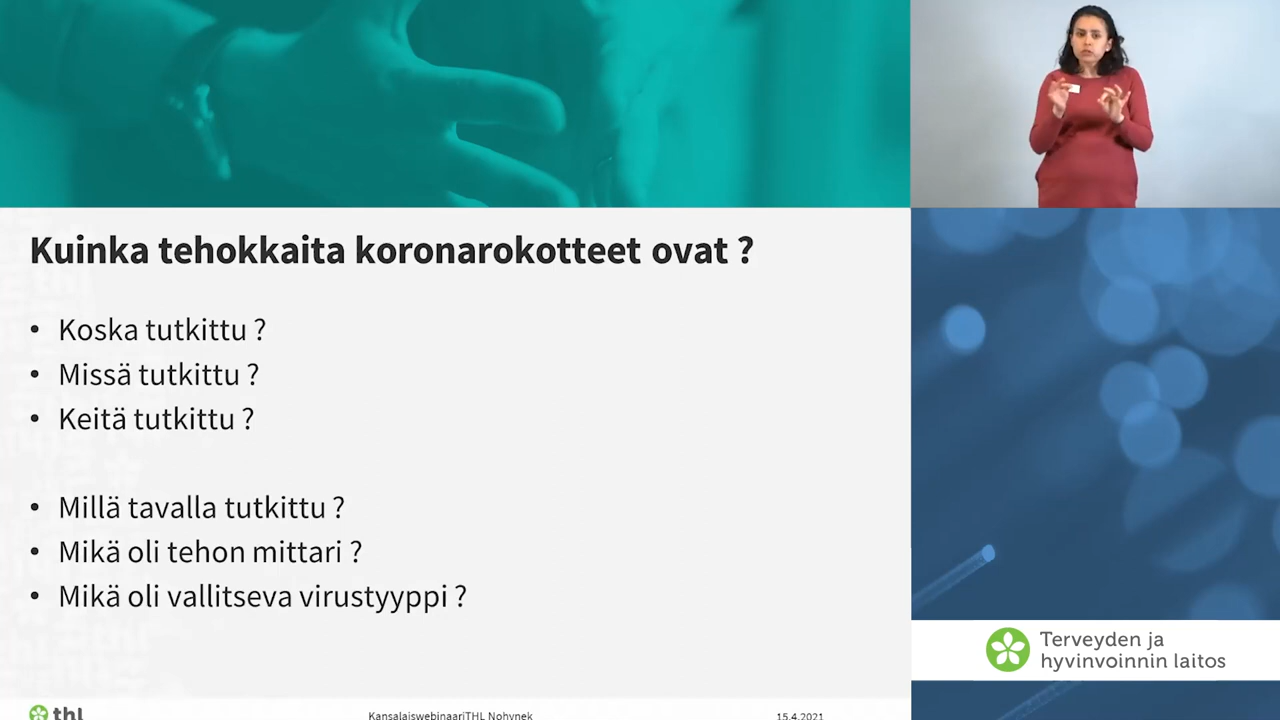 Kuinka tehokkaita koronarokotteet ovat ?
• Koska tutkittu ?
• Missä tutkittu ?
• Keitä tutkittu ?
• Millä tavalla tutkittu ?
• Mikä oli tehon mittari ?
• Mikä oli vallitseva virustyyppi ?
Terveyden ja
hyvinvoinnin laitos
thl
KansalaiswebinaariTHL Nohynek
15.4.2021